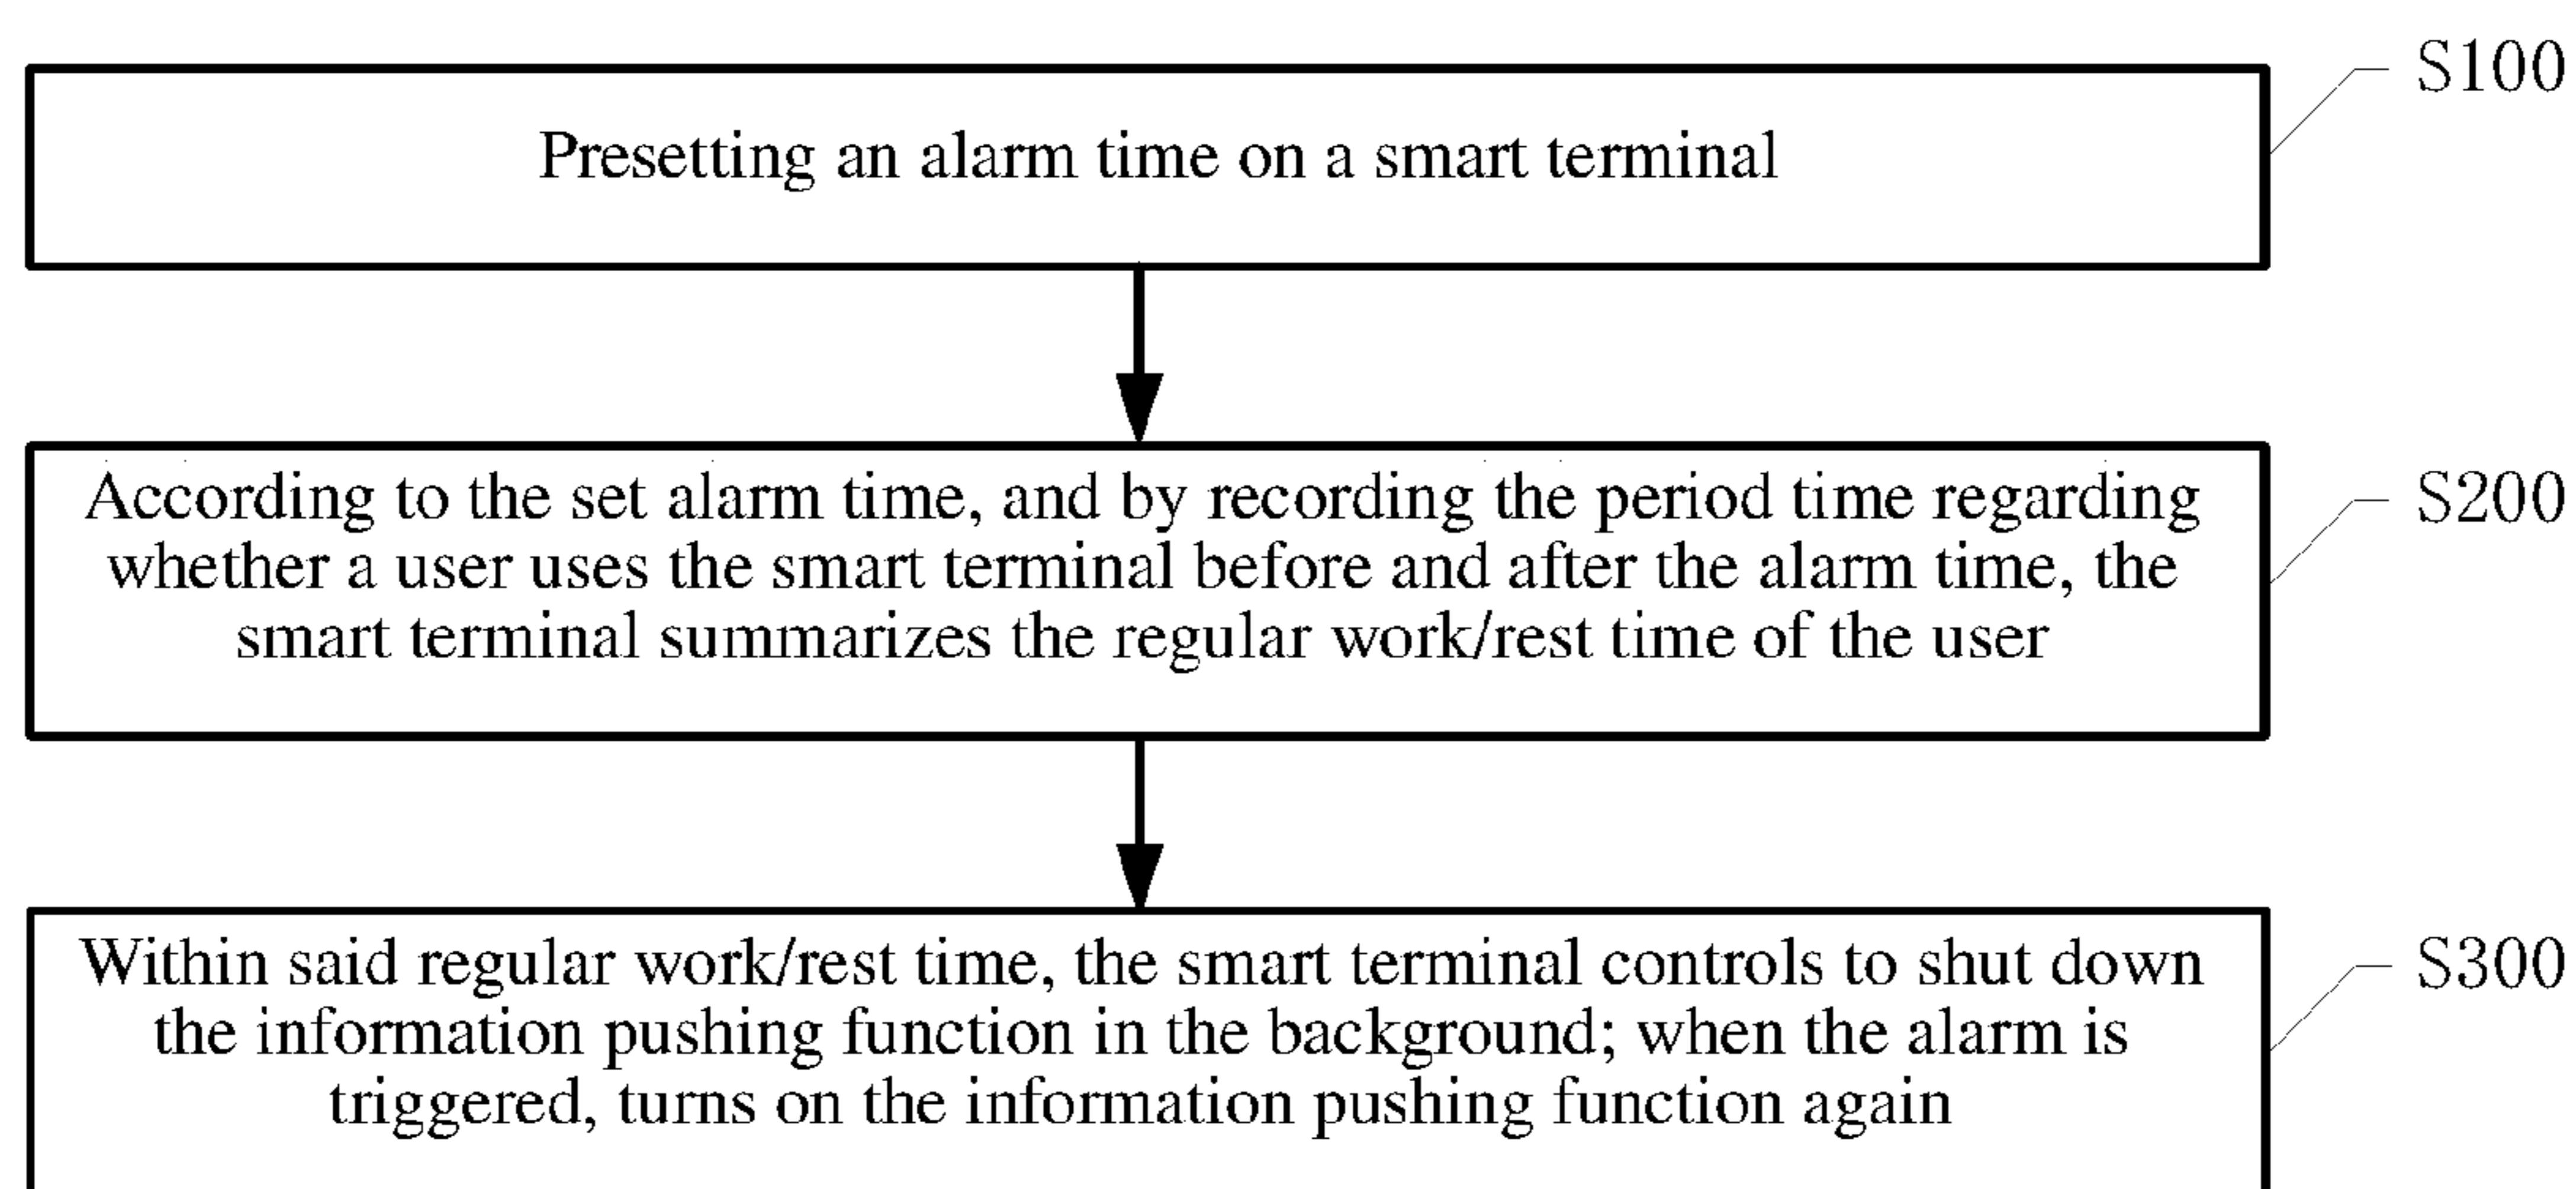 S100
Presetting an alarm time on a smart terminal
S200
According to the set alarm time, and by recording the period time regarding
whether a user uses the smart terminal before and after the alarm time, the
smart terminal summarizes the regular work/rest time of the user
S300
Within said regular work/rest time, the smart terminal controls to shut down
the information pushing function in the background; when the alarm is
triggered, turns on the information pushing function again